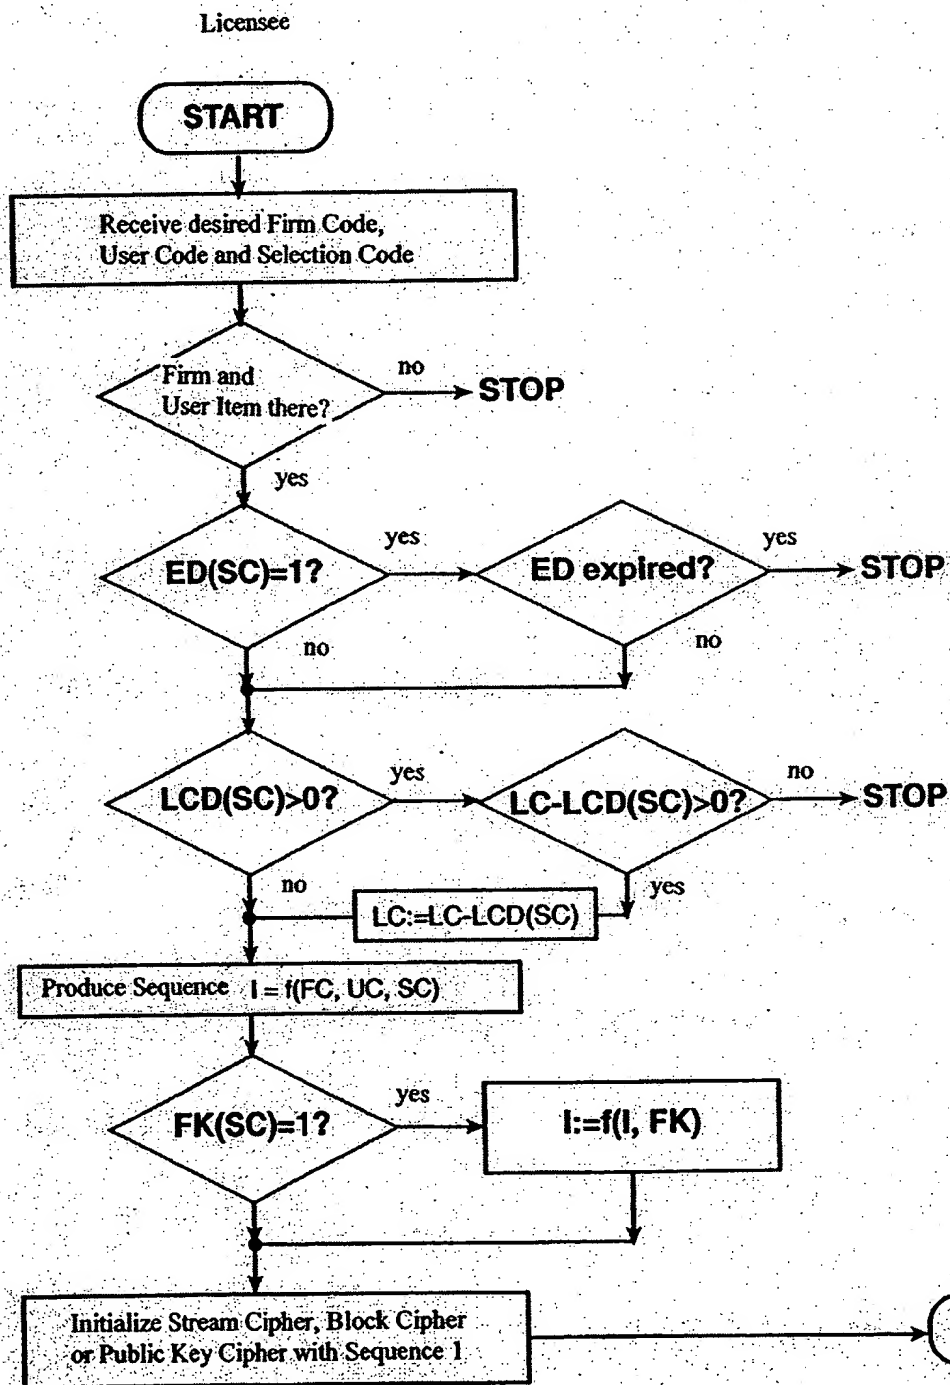 Licensee
START
Receive desired Firm Code,
User Code and Selection Code
Firm and
User Item there?
no
STOP
yes
ED(SC)=1?
yes
ED expired?
yes
STOP
no
no
LCD(SC)>0?
yes
LC-LCD(SC)>0?
no
STOP
no
yes
LC:=LC-LCD(SC)
Produce Sequence I = f(FC, UC, SC)
FK(SC)=1?
yes
I:=f(I, FK)
Initialize Stream Cipher, Block Cipher
or Public Key Cipher with Sequence 1